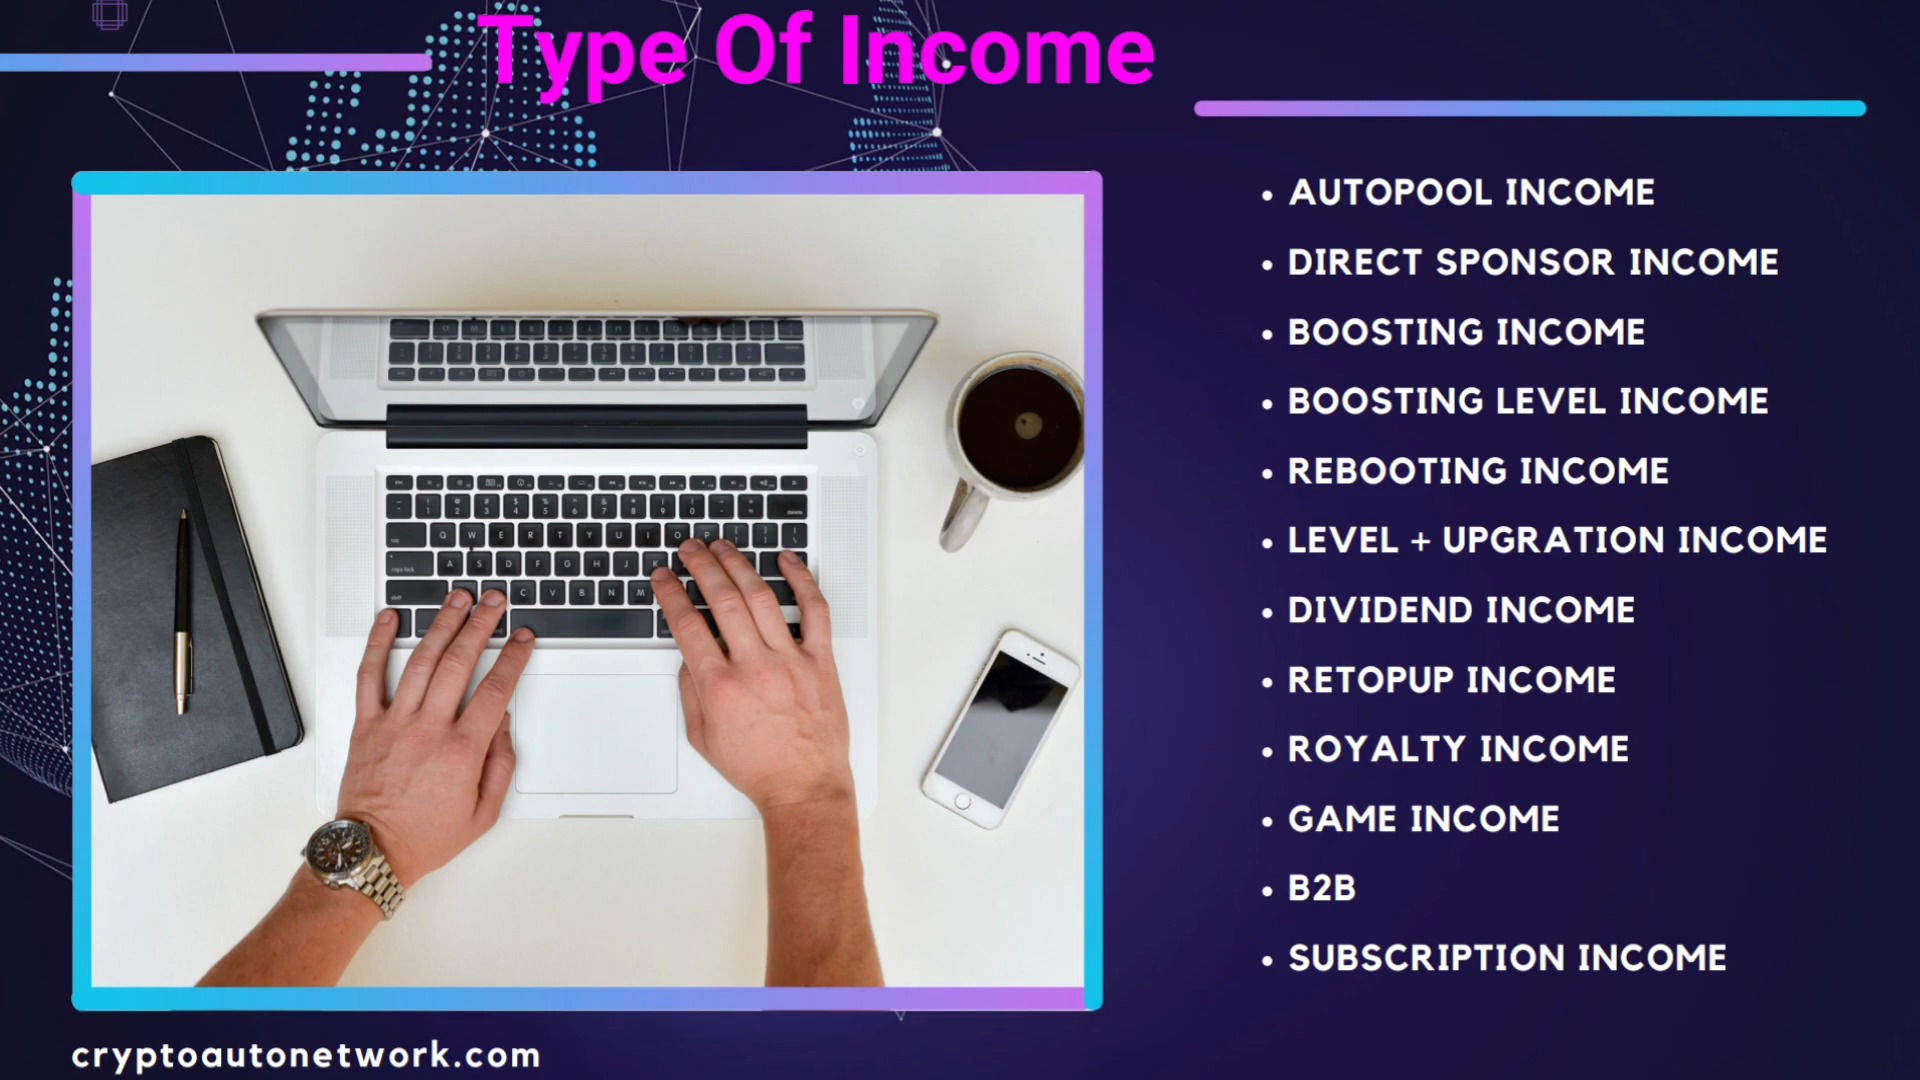 Type Of Income
• AUTOPOOL INCOME
• DIRECT SPONSOR INCOME
• BOOSTING INCOME
• BOOSTING LEVEL INCOME
• REBOOTING INCOME
• LEVEL + UPGRATION INCOME
• DIVIDEND INCOME
• RETOPUP INCOME
• ROYALTY INCOME
• GAME INCOME
• B2B
• SUBSCRIPTION INCOME
cryptoautonetwork.com